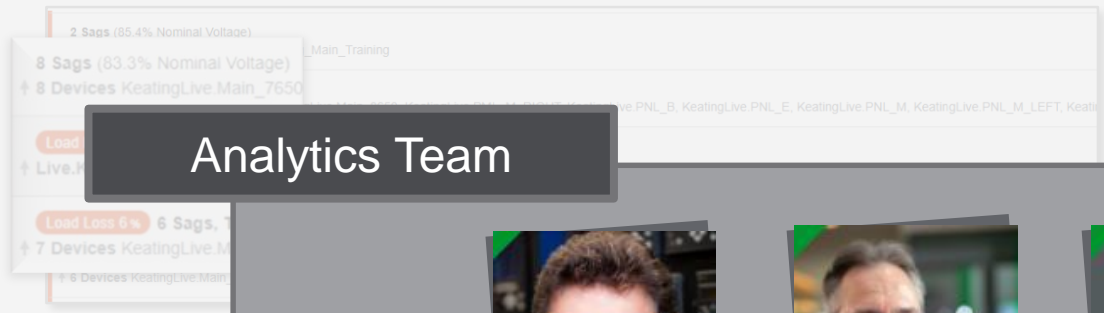 2 Sags (85.4% Nominal Voltage)
_Main_Training
8 Sags (83.3% Nominal Voltage)
8 Devices KeatingLive.Main_7650
ve.PNL_B, KeatingLive.PNL_E, KeatingLive.PNL_M, KeatingLive.PNL_M_LEFT, Keati
Analytics Team
Load
Live.K
Load Loss 6% 6 Sags, T
7 Devices KeatingLive.M
6 Devices KeatingLive.Main_